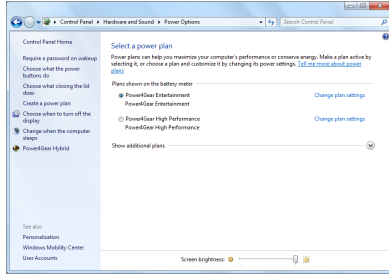 Control Panel ▸ Hardware and Sound ▸ Power Options
Search Control Panel
Control Panel Home
Require a password on wakeup
Choose what the power
buttons do
Choose what closing the lid
does
Create a power plan
Choose when to turn off the
display
Change when the computer
sleeps
Power4Gear Hybrid
See also
Personalization
Windows Mobility Center
User Accounts
Select a power plan
Power plans can help you maximize your computer's performance or conserve energy. Make a plan active by
selecting it, or choose a plan and customize it by changing its power settings. Tell me more about power
plans
Plans shown on the battery meter
Power4Gear Entertainment Change plan settings
Power4Gear Entertainment
Power4Gear High Performance Change plan settings
Power4Gear High Performance
Show additional plans
Screen brightness: